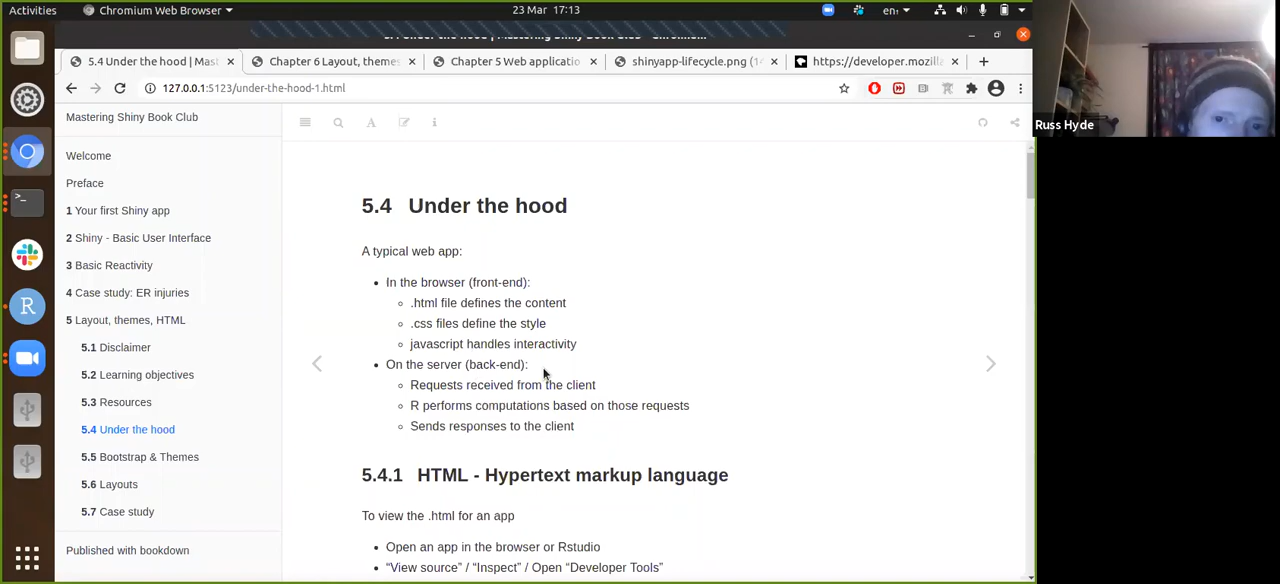 Activities
Chromium Web Browser
23 Mar 17:13
en₁
5.4 Under the hood | Mast
Chapter 6 Layout, themes
Chapter 5 Web applicatio
shinyapp-lifecycle.png (14
https://developer.mozilla
127.0.0.1:5123/under-the-hood-1.html
Russ Hyde
Mastering Shiny Book Club
Welcome
Preface
1 Your first Shiny app
2 Shiny - Basic User Interface
3 Basic Reactivity
4 Case study: ER injuries
5 Layout, themes, HTML
5.1 Disclaimer
5.2 Learning objectives
5.3 Resources
5.4 Under the hood
5.5 Bootstrap & Themes
5.6 Layouts
5.7 Case study
Published with bookdown
5.4 Under the hood
A typical web app:
• In the browser (front-end):
◦ .html file defines the content
◦ .css files define the style
◦ javascript handles interactivity
• On the server (back-end):
◦ Requests received from the client
◦ R performs computations based on those requests
◦ Sends responses to the client
5.4.1 HTML - Hypertext markup language
To view the .html for an app
• Open an app in the browser or Rstudio
• “View source” / “Inspect” / Open “Developer Tools”